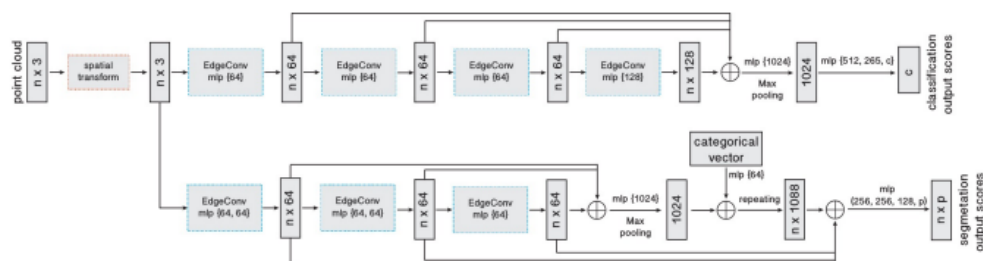 point cloud
n x 3
spatial
transform
n x 3
EdgeConv
mlp {64}
n x 64
EdgeConv
mlp {64}
n x 64
EdgeConv
mlp {64}
n x 64
EdgeConv
mlp {128}
n x 128
mlp {1024}
Max
pooling
1024
mlp {512, 265, c}
c
classification
output scores
EdgeConv
mlp {64, 64}
n x 64
EdgeConv
mlp {64, 64}
n x 64
EdgeConv
mlp {64}
n x 64
mlp {1024}
Max
pooling
1024
categorical
vector
mlp {64}
repeating
n x 1088
mlp
{256, 256, 128, p}
n x p
segmetation
output scores